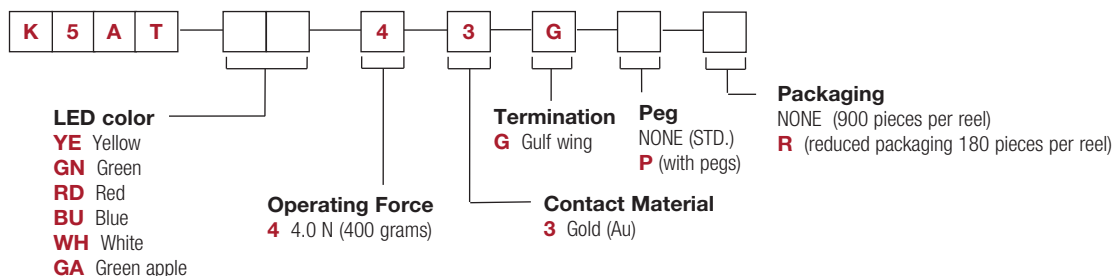 K 5 A T 4 3 G
LED color
YE Yellow
GN Green
RD Red
BU Blue
WH White
GA Green apple
Operating Force
4 4.0 N (400 grams)
Contact Material
3 Gold (Au)
Termination
G Gulf wing
Peg
NONE (STD.)
P (with pegs)
Packaging
NONE (900 pieces per reel)
R (reduced packaging 180 pieces per reel)